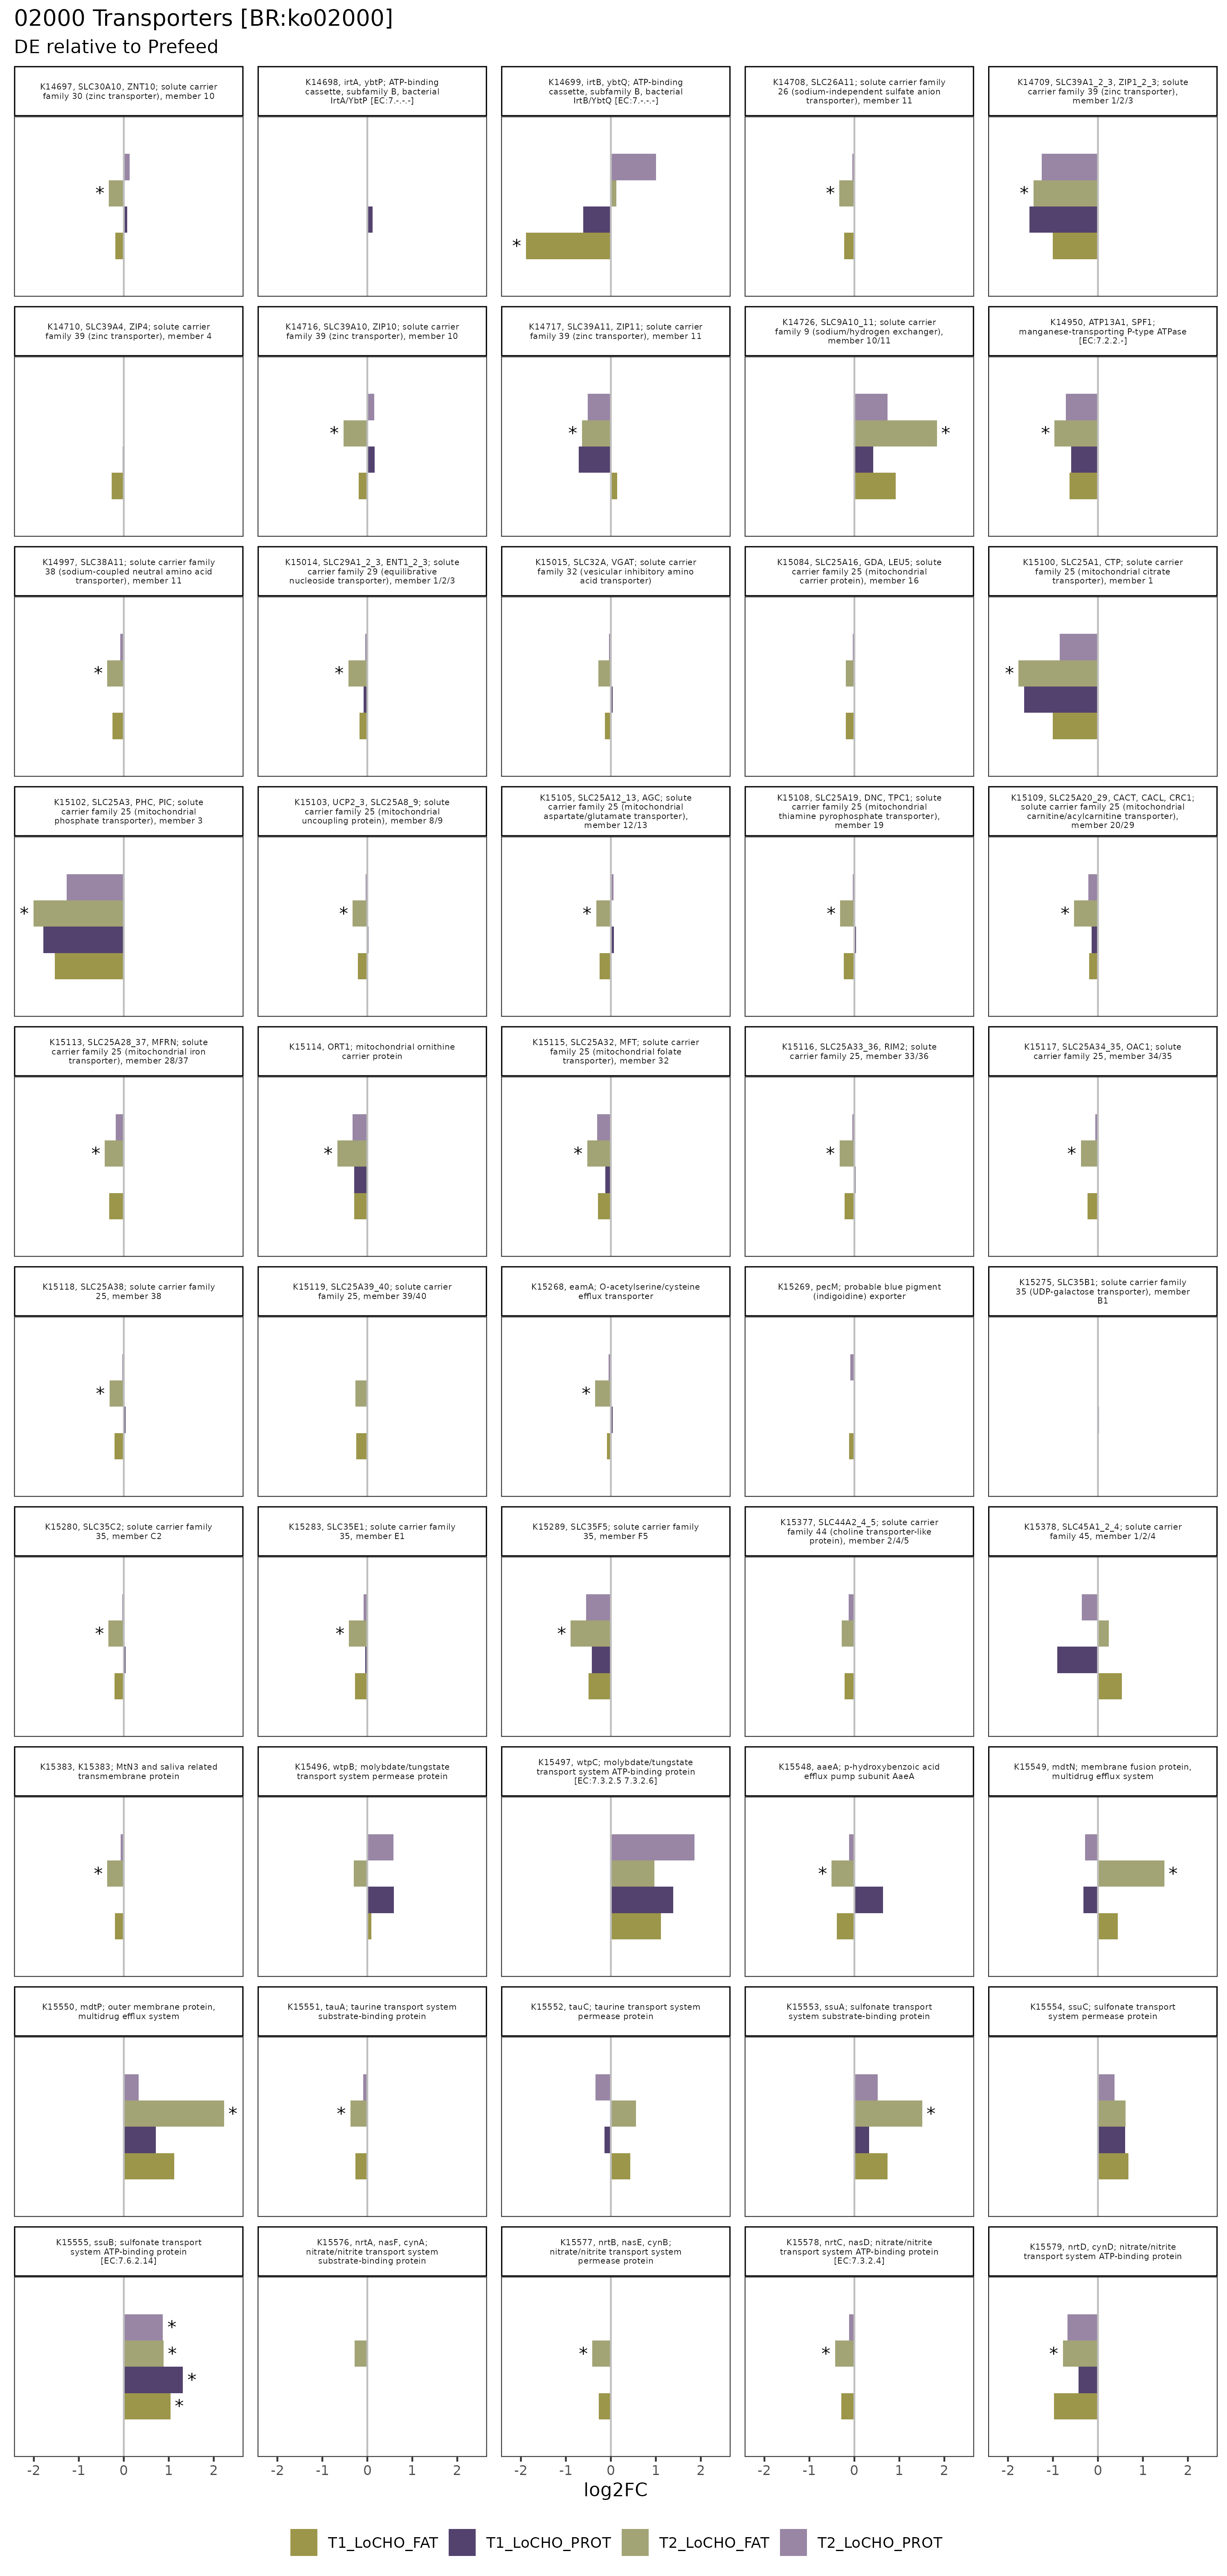 02000 Transporters [BR:ko02000]
DE relative to Prefeed
K14697, SLC30A10, ZNT10; solute carrier
family 30 (zinc transporter), member 10
K14698, irtA, ybtP; ATP-binding
cassette, subfamily B, bacterial
IrtA/YbtP [EC:7.-.-.-]
K14699, irtB, ybtQ; ATP-binding
cassette, subfamily B, bacterial
IrtB/YbtQ [EC:7.-.-.-]
K14708, SLC26A11; solute carrier family
26 (sodium-independent sulfate anion
transporter), member 11
K14709, SLC39A1_2_3, ZIP1_2_3; solute
carrier family 39 (zinc transporter),
member 1/2/3
*
*
*
*
K14710, SLC39A4, ZIP4; solute carrier
family 39 (zinc transporter), member 4
K14716, SLC39A10, ZIP10; solute carrier
family 39 (zinc transporter), member 10
K14717, SLC39A11, ZIP11; solute carrier
family 39 (zinc transporter), member 11
K14726, SLC9A10_11; solute carrier
family 9 (sodium/hydrogen exchanger),
member 10/11
K14950, ATP13A1, SPF1;
manganese-transporting P-type ATPase
[EC:7.2.2.-]
*
*
*
*
K14997, SLC38A11; solute carrier family
38 (sodium-coupled neutral amino acid
transporter), member 11
K15014, SLC29A1_2_3, ENT1_2_3; solute
carrier family 29 (equilibrative
nucleoside transporter), member 1/2/3
K15015, SLC32A, VGAT; solute carrier
family 32 (vesicular inhibitory amino
acid transporter)
K15084, SLC25A16, GDA, LEU5; solute
carrier family 25 (mitochondrial
carrier protein), member 16
K15100, SLC25A1, CTP; solute carrier
family 25 (mitochondrial citrate
transporter), member 1
*
*
*
K15102, SLC25A3, PHC, PIC; solute
carrier family 25 (mitochondrial
phosphate transporter), member 3
K15103, UCP2_3, SLC25A8_9; solute
carrier family 25 (mitochondrial
uncoupling protein), member 8/9
K15105, SLC25A12_13, AGC; solute
carrier family 25 (mitochondrial
aspartate/glutamate transporter),
member 12/13
K15108, SLC25A19, DNC, TPC1; solute
carrier family 25 (mitochondrial
thiamine pyrophosphate transporter),
member 19
K15109, SLC25A20_29, CACT, CACL, CRC1;
solute carrier family 25 (mitochondrial
carnitine/acylcarnitine transporter),
member 20/29
*
*
*
*
*
K15113, SLC25A28_37, MFRN; solute
carrier family 25 (mitochondrial iron
transporter), member 28/37
K15114, ORT1; mitochondrial ornithine
carrier protein
K15115, SLC25A32, MFT; solute carrier
family 25 (mitochondrial folate
transporter), member 32
K15116, SLC25A33_36, RIM2; solute
carrier family 25, member 33/36
K15117, SLC25A34_35, OAC1; solute
carrier family 25, member 34/35
*
*
*
*
*
K15118, SLC25A38; solute carrier family
25, member 38
K15119, SLC25A39_40; solute carrier
family 25, member 39/40
K15268, eamA; O-acetylserine/cysteine
efflux transporter
K15269, pecM; probable blue pigment
(indigoidine) exporter
K15275, SLC35B1; solute carrier family
35 (UDP-galactose transporter), member
B1
*
*
K15280, SLC35C2; solute carrier family
35, member C2
K15283, SLC35E1; solute carrier family
35, member E1
K15289, SLC35F5; solute carrier family
35, member F5
K15377, SLC44A2_4_5; solute carrier
family 44 (choline transporter-like
protein), member 2/4/5
K15378, SLC45A1_2_4; solute carrier
family 45, member 1/2/4
*
*
*
K15383, K15383; MtN3 and saliva related
transmembrane protein
K15496, wtpB; molybdate/tungstate
transport system permease protein
K15497, wtpC; molybdate/tungstate
transport system ATP-binding protein
[EC:7.3.2.5 7.3.2.6]
K15548, aaeA; p-hydroxybenzoic acid
efflux pump subunit AaeA
K15549, mdtN; membrane fusion protein,
multidrug efflux system
*
*
*
K15550, mdtP; outer membrane protein,
multidrug efflux system
K15551, tauA; taurine transport system
substrate-binding protein
K15552, tauC; taurine transport system
permease protein
K15553, ssuA; sulfonate transport
system substrate-binding protein
K15554, ssuC; sulfonate transport
system permease protein
*
*
*
K15555, ssuB; sulfonate transport
system ATP-binding protein
[EC:7.6.2.14]
K15576, nrtA, nasF, cynA;
nitrate/nitrite transport system
substrate-binding protein
K15577, nrtB, nasE, cynB;
nitrate/nitrite transport system
permease protein
K15578, nrtC, nasD; nitrate/nitrite
transport system ATP-binding protein
[EC:7.3.2.4]
K15579, nrtD, cynD; nitrate/nitrite
transport system ATP-binding protein
*
*
*
*
*
*
*
-2 -1 0 1 2 -2 -1 0 1 2 -2 -1 0 1 2 -2 -1 0 1 2 -2 -1 0 1 2
log2FC
T1_LoCHO_FAT T1_LoCHO_PROT T2_LoCHO_FAT T2_LoCHO_PROT